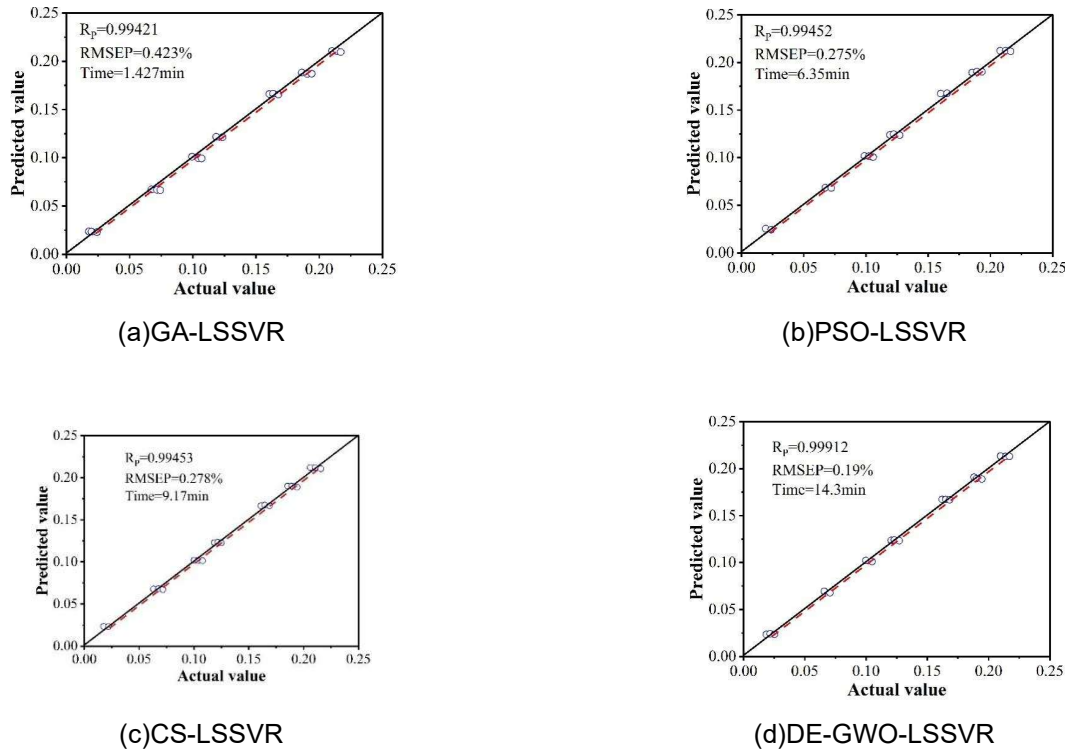 R_P=0.99421
RMSEP=0.423%
Time=1.427min
0.25
0.20
0.15
0.10
0.05
0.00
Predicted value
0.00 0.05 0.10 0.15 0.20 0.25
Actual value
(a)GA-LSSVR
R_P=0.99452
RMSEP=0.275%
Time=6.35min
0.25
0.20
0.15
0.10
0.05
0.00
Predicted value
0.00 0.05 0.10 0.15 0.20 0.25
Actual value
(b)PSO-LSSVR
R_P=0.99453
RMSEP=0.278%
Time=9.17min
0.25
0.20
0.15
0.10
0.05
0.00
Predicted value
0.00 0.05 0.10 0.15 0.20 0.25
Actual value
(c)CS-LSSVR
R_P=0.99912
RMSEP=0.19%
Time=14.3min
0.25
0.20
0.15
0.10
0.05
0.00
Predicted value
0.00 0.05 0.10 0.15 0.20 0.25
Actual value
(d)DE-GWO-LSSVR